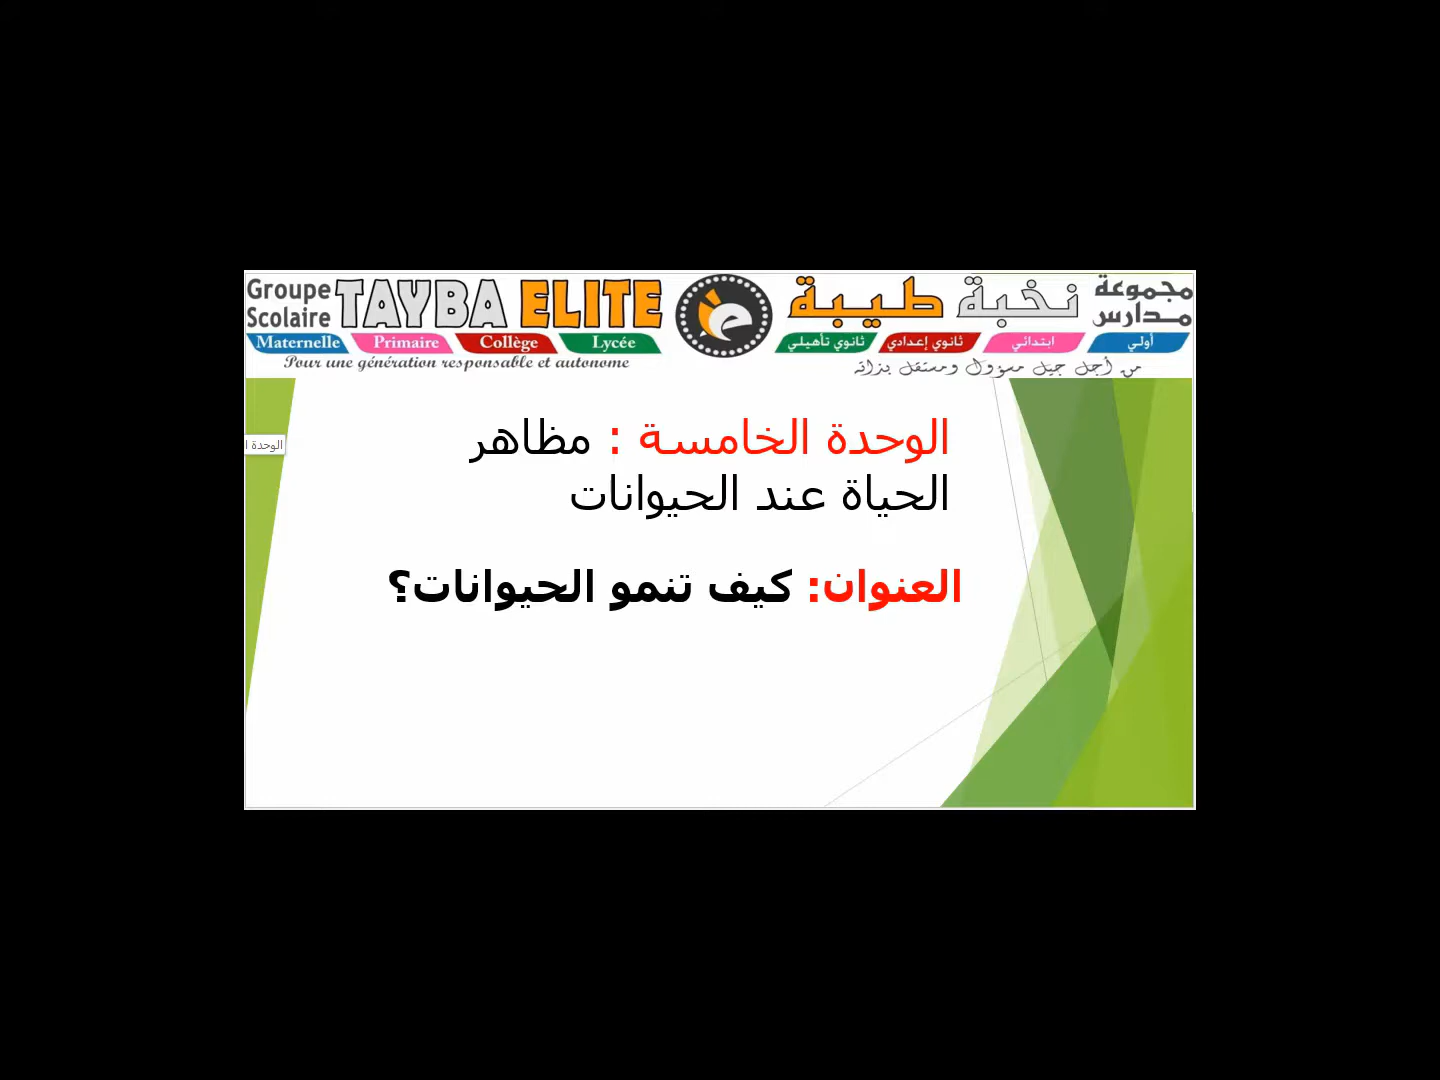 Groupe
Scolaire
TAYBA ELITE
Maternelle Primaire Collège Lycée
Pour une génération responsable et autonome
مجموعة
مدارس
نخبة طيبة
أولي ابتدائي ثانوي إعدادي ثانوي تأهيلي
من أجل جيل مسؤول ومستقل بذاته
الوحدة ا
الوحدة الخامسة : مظاهر
الحياة عند الحيوانات
العنوان: كيف تنمو الحيوانات؟